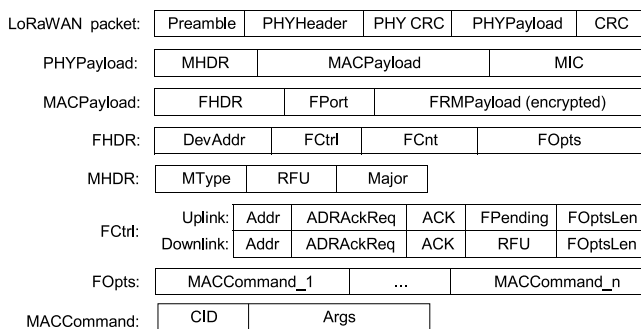 LoRaWAN packet: Preamble PHYHeader PHY CRC PHYPayload CRC
PHYPayload: MHDR MACPayload MIC
MACPayload: FHDR FPort FRMPayload (encrypted)
FHDR: DevAddr FCtrl FCnt FOpts
MHDR: MType RFU Major
FCtrl:
Uplink: Addr ADRAckReq ACK FPending FOptsLen
Downlink: Addr ADRAckReq ACK RFU FOptsLen
FOpts: MACCommand_1 ... MACCommand_n
MACCommand: CID Args